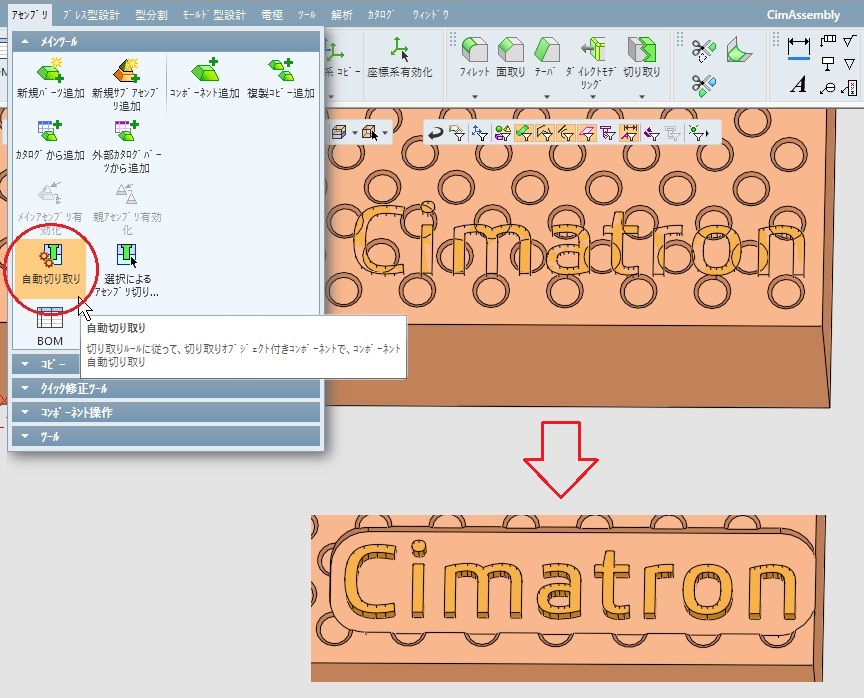 アセンブリ プレス型設計 型分割 モールド型設計 電極 ツール 解析 カタログ ウィンドウ
CimAssembly
メインツール
新規パーツ追加
新規サブアセンブリ追加
コンポーネント追加
複製コピー追加
カタログから追加
外部カタログパーツから追加
メインアセンブリ有効化
親アセンブリ有効化
自動切り取り
選択による
アセンブリ切り...
BOM
コピー
クイック修正ツール
コンポーネント操作
ツール
系 コピー
座標系有効化
フィレット
面取り
テーパ
ダイレクトモデリング
切り取り
自動切り取り
切り取りルールに従って、切り取りオブジェクト付きコンポーネントで、コンポーネント
自動切り取り
Cimatron
Cimatron